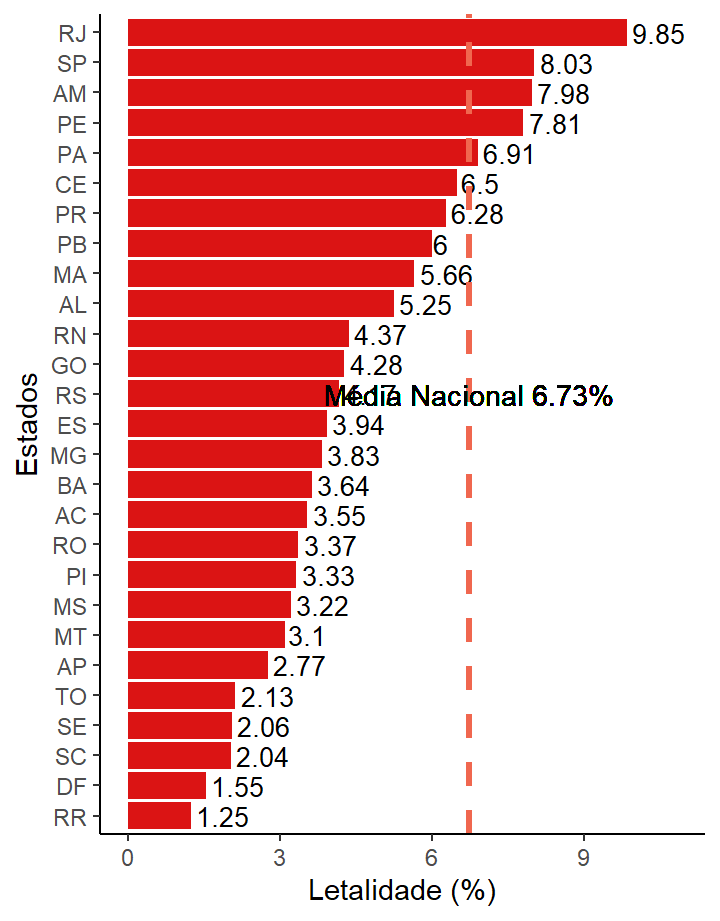 RJ 9.85
SP 8.03
AM 7.98
PE 7.81
PA 6.91
CE 6.5
PR 6.28
PB 6
MA 5.66
AL 5.25
RN 4.37
GO 4.28
RS 4.17
Média Nacional 6.73%
ES 3.94
MG 3.83
BA 3.64
AC 3.55
RO 3.37
PI 3.33
MS 3.22
MT 3.1
AP 2.77
TO 2.13
SE 2.06
SC 2.04
DF 1.55
RR 1.25
Estados
0 3 6 9
Letalidade (%)